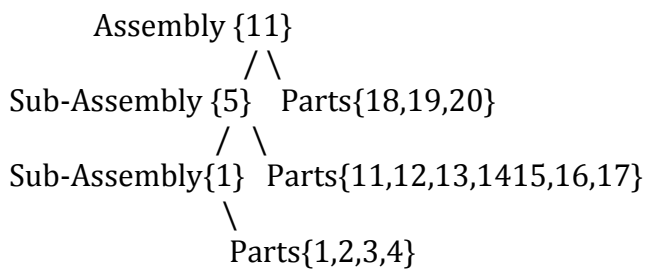 Assembly {11}
/ \
Sub-Assembly {5} Parts{18,19,20}
/ \
Sub-Assembly{1} Parts{11,12,13,1415,16,17}
\
Parts{1,2,3,4}